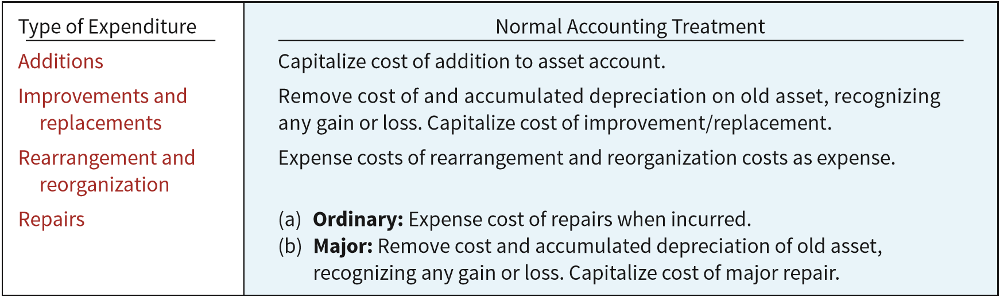 Type of Expenditure
Normal Accounting Treatment
Additions
Capitalize cost of addition to asset account.
Improvements and
replacements
Remove cost of and accumulated depreciation on old asset, recognizing
any gain or loss. Capitalize cost of improvement/replacement.
Rearrangement and
reorganization
Expense costs of rearrangement and reorganization costs as expense.
Repairs
(a) Ordinary: Expense cost of repairs when incurred.
(b) Major: Remove cost and accumulated depreciation of old asset,
recognizing any gain or loss. Capitalize cost of major repair.